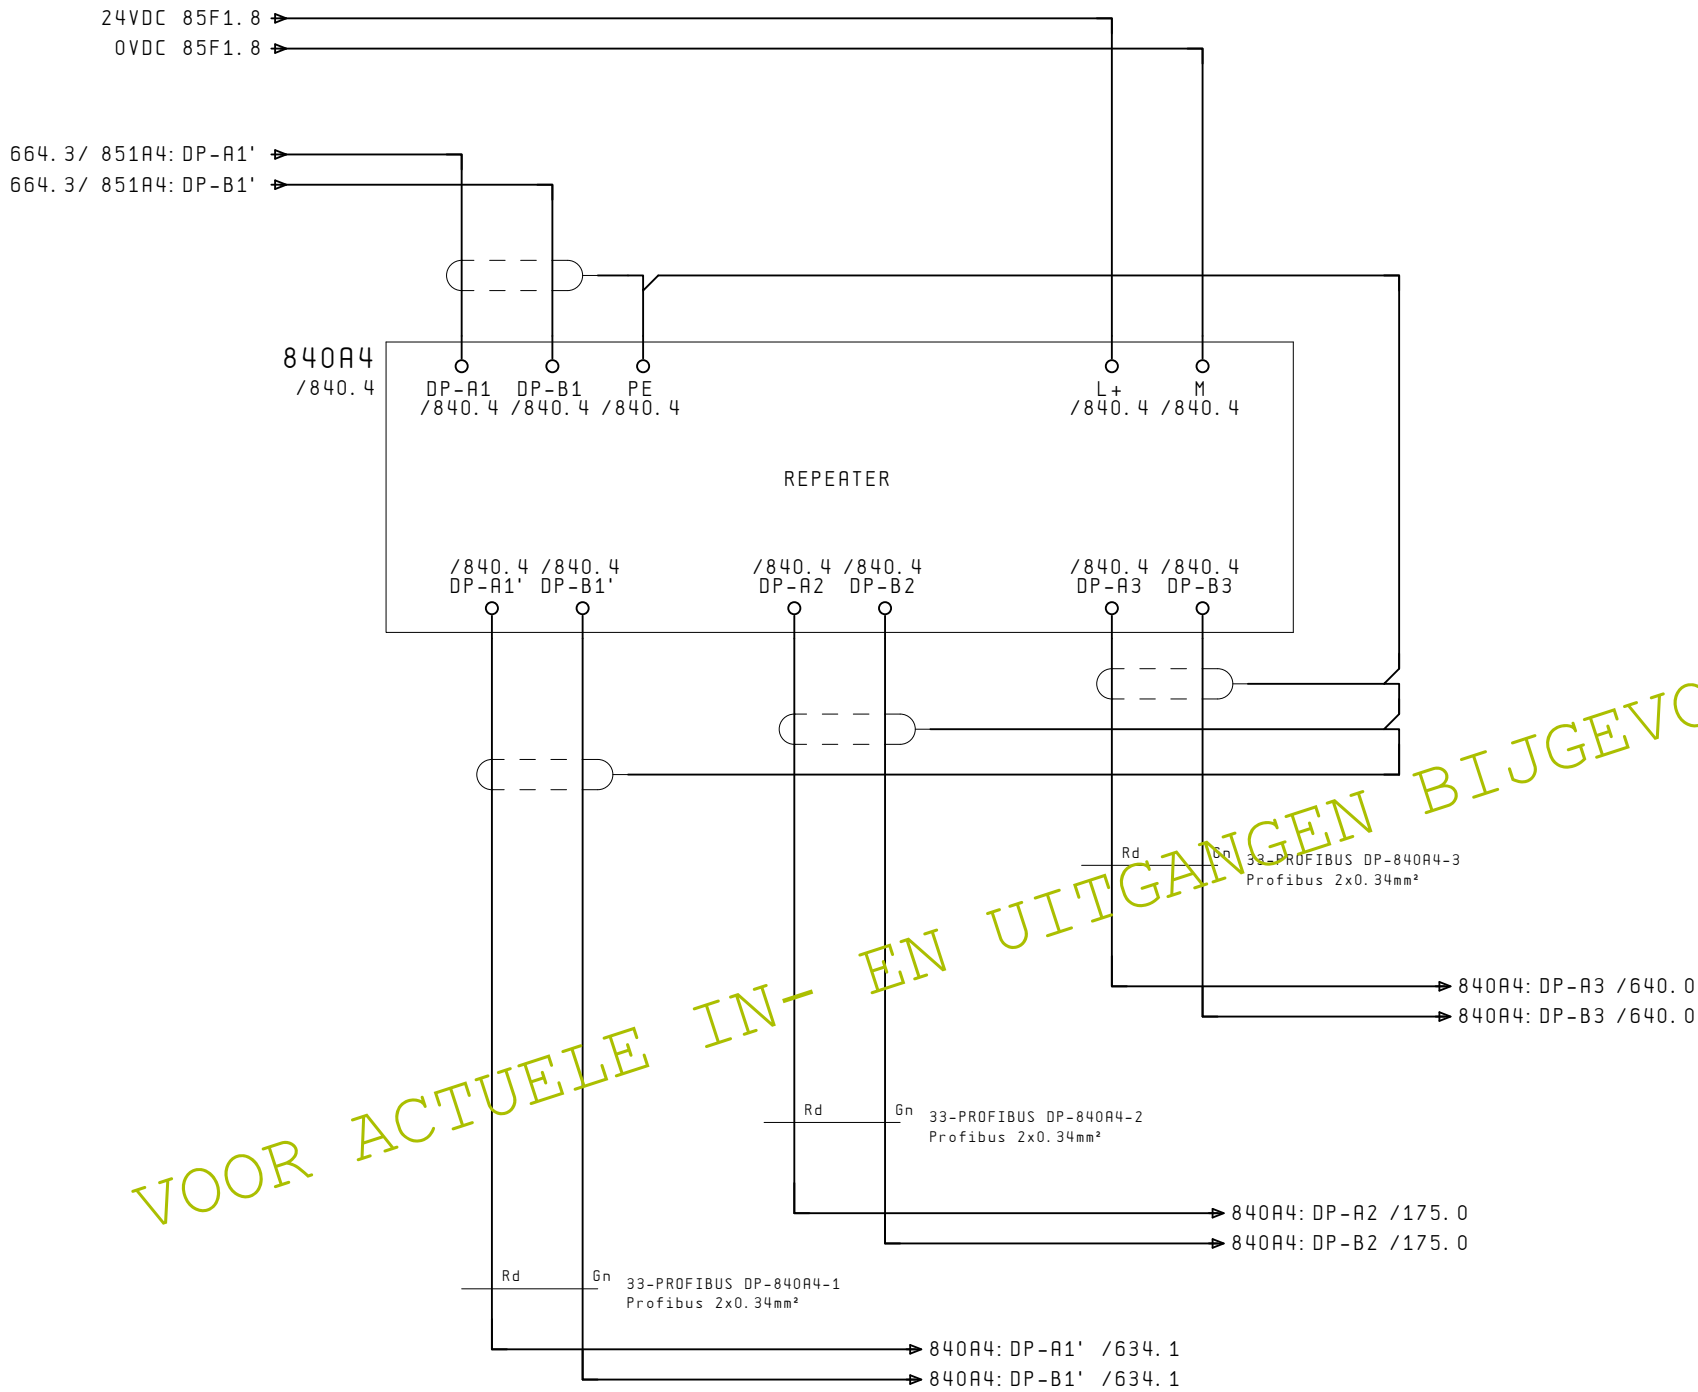 24VDC 85F1.8
0VDC 85F1.8
664.3/ 851A4:DP-A1'
664.3/ 851A4:DP-B1'
840A4
/840.4
DP-A1 DP-B1 PE L+ M
/840.4 /840.4 /840.4 /840.4 /840.4
REPEATER
/840.4 /840.4 /840.4 /840.4 /840.4 /840.4
DP-A1' DP-B1' DP-A2 DP-B2 DP-A3 DP-B3
Rd Gn 33-PROFIBUS DP-840A4-3
Profibus 2x0.34mm²
840A4:DP-A3 /640.0
840A4:DP-B3 /640.0
VOOR ACTUELE IN- EN UITGANGEN BIJGEVO
Rd Gn 33-PROFIBUS DP-840A4-2
Profibus 2x0.34mm²
840A4:DP-A2 /175.0
840A4:DP-B2 /175.0
Rd Gn 33-PROFIBUS DP-840A4-1
Profibus 2x0.34mm²
840A4:DP-A1' /634.1
840A4:DP-B1' /634.1